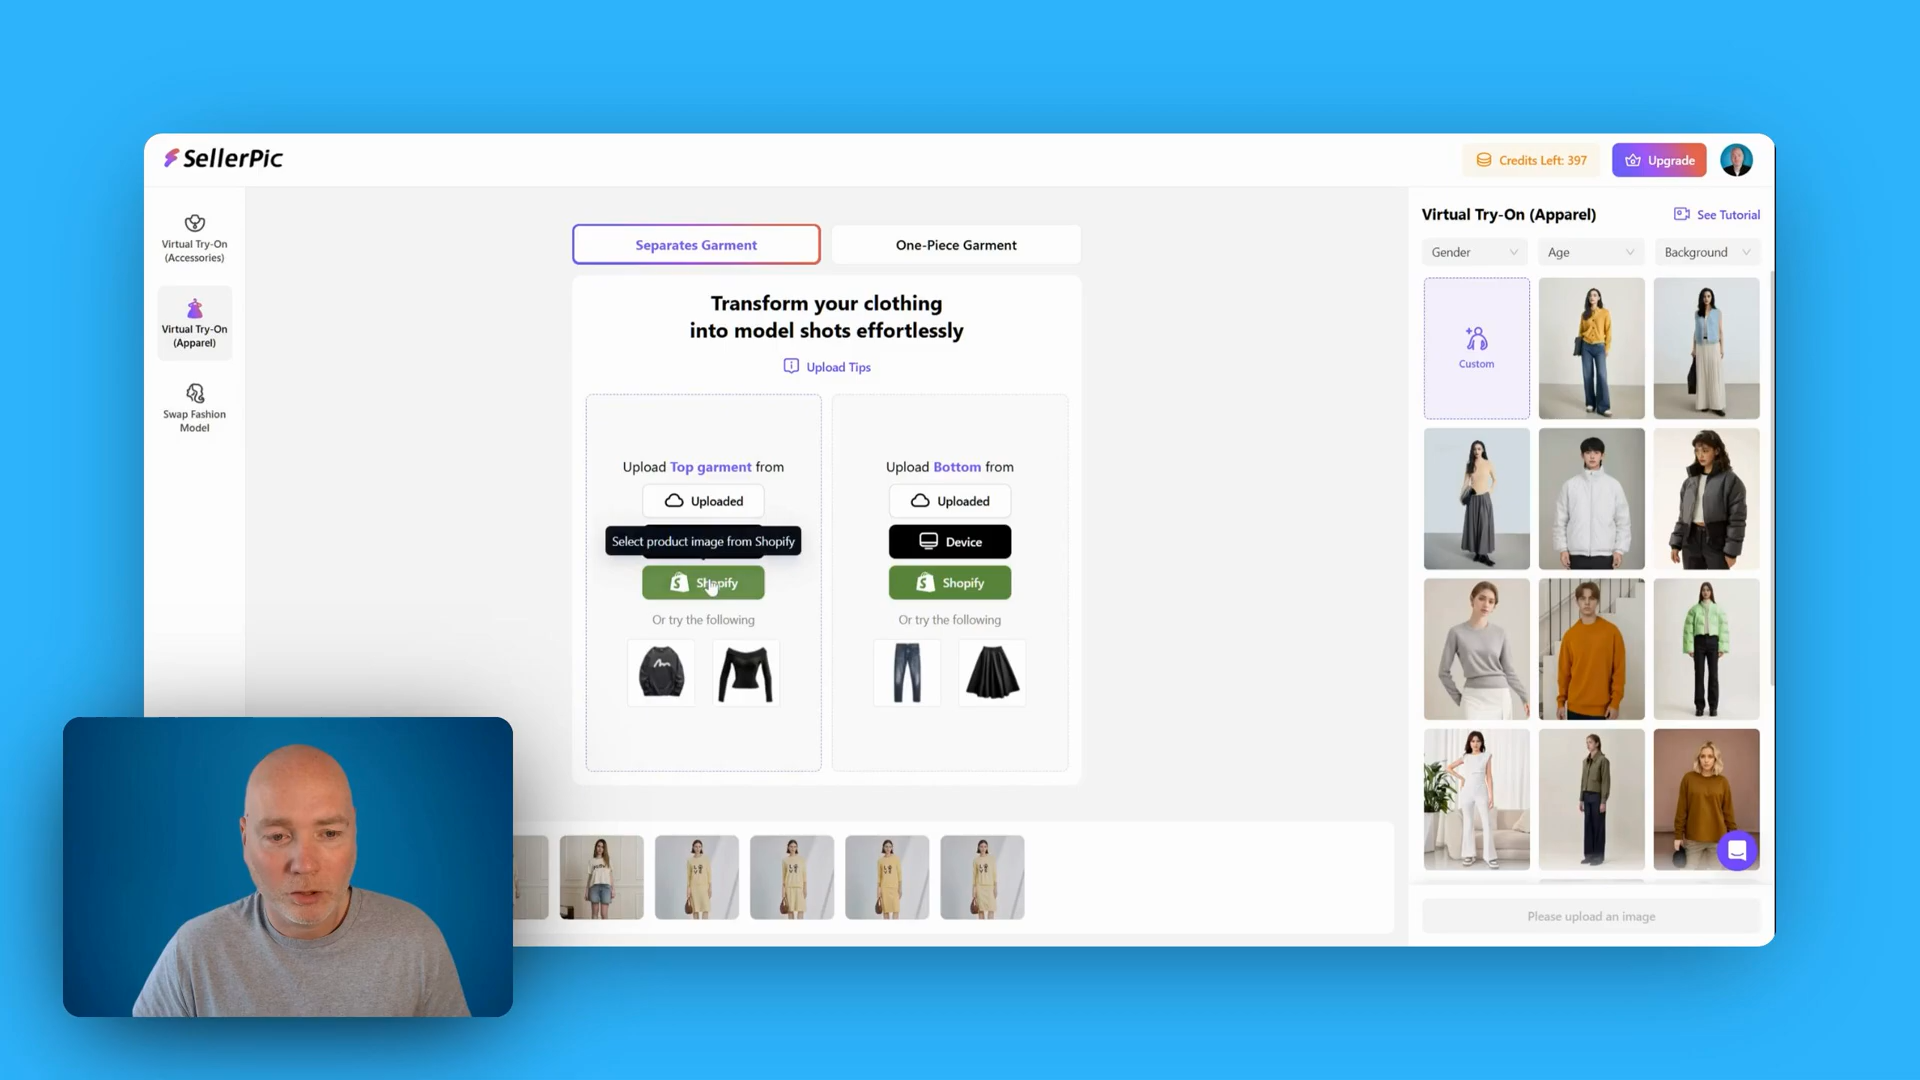 SellerPic
Credits Left: 397
Upgrade
Virtual Try-On
(Accessories)
Virtual Try-On
(Apparel)
Swap Fashion
Model
Separates Garment
One-Piece Garment
Transform your clothing
into model shots effortlessly
Upload Tips
Upload Top garment from
Uploaded
Select product image from Shopify
Shopify
Or try the following
Upload Bottom from
Uploaded
Device
Shopify
Or try the following
Virtual Try-On (Apparel)
See Tutorial
Gender
Age
Background
Custom
Please upload an image